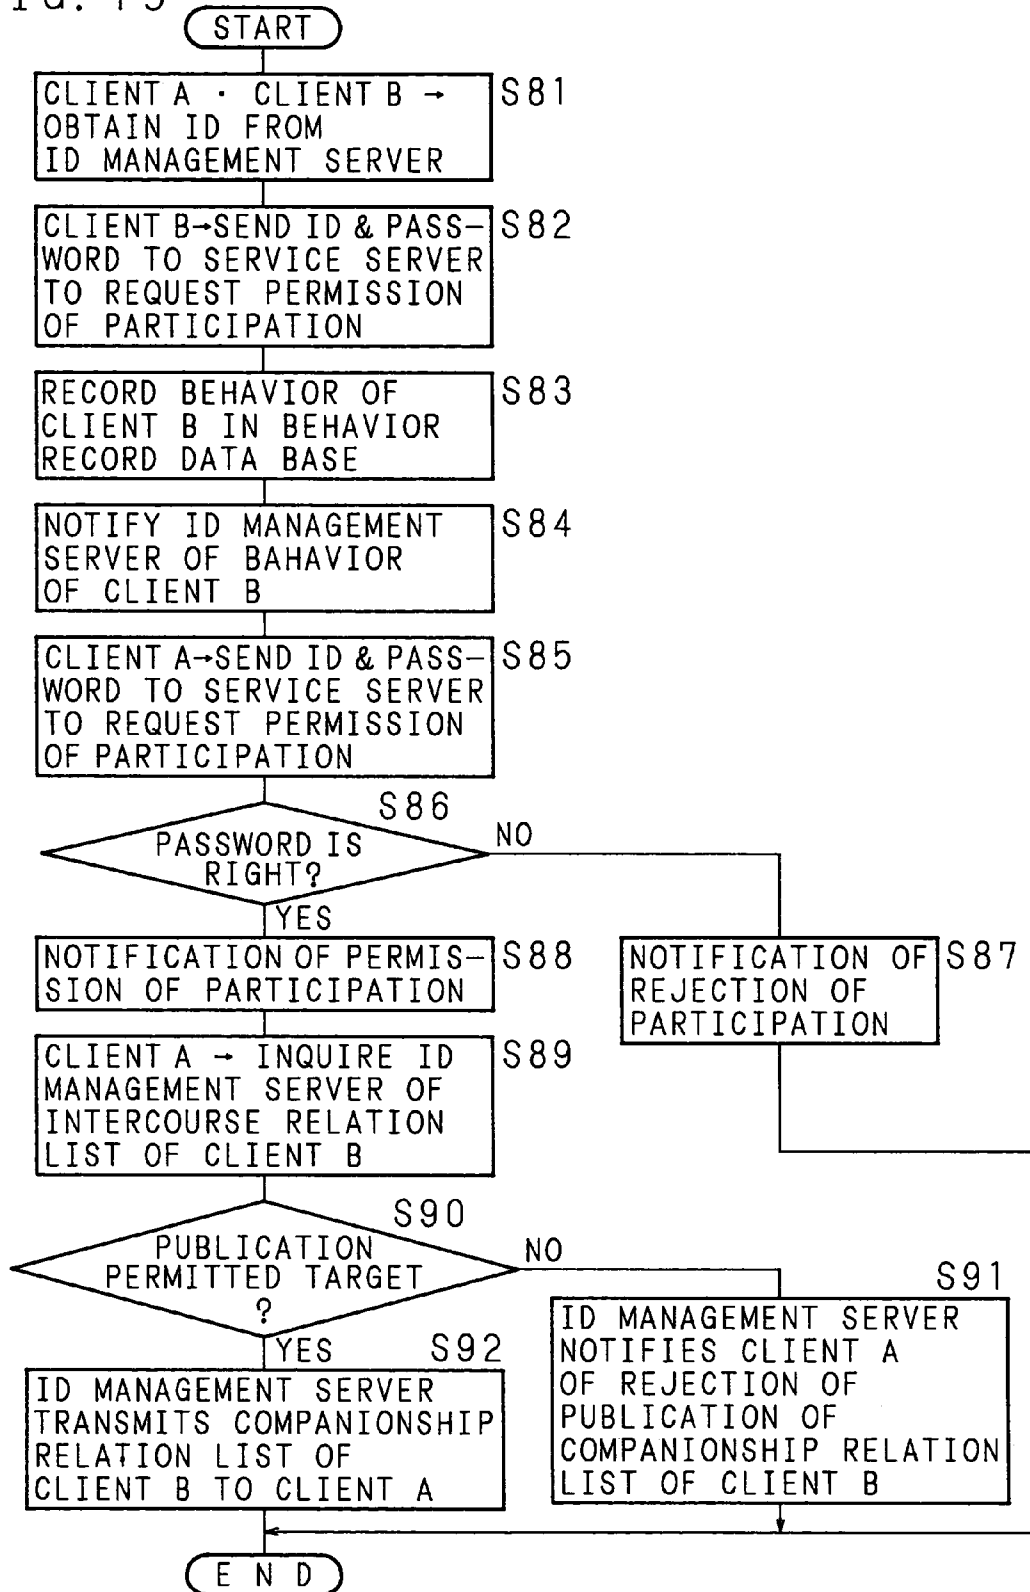 START
CLIENT A · CLIENT B →
OBTAIN ID FROM
ID MANAGEMENT SERVER
S81
CLIENT B→SEND ID & PASS-
WORD TO SERVICE SERVER
TO REQUEST PERMISSION
OF PARTICIPATION
S82
RECORD BEHAVIOR OF
CLIENT B IN BEHAVIOR
RECORD DATA BASE
S83
NOTIFY ID MANAGEMENT
SERVER OF BAHAVIOR
OF CLIENT B
S84
CLIENT A→SEND ID & PASS-
WORD TO SERVICE SERVER
TO REQUEST PERMISSION
OF PARTICIPATION
S85
S86
PASSWORD IS
RIGHT?
NO
YES
NOTIFICATION OF PERMIS-
SION OF PARTICIPATION
S88
NOTIFICATION OF
REJECTION OF
PARTICIPATION
S87
CLIENT A → INQUIRE ID
MANAGEMENT SERVER OF
INTERCOURSE RELATION
LIST OF CLIENT B
S89
S90
PUBLICATION
PERMITTED TARGET
?
NO
YES
S91
ID MANAGEMENT SERVER
NOTIFIES CLIENT A
OF REJECTION OF
PUBLICATION OF
COMPANIONSHIP RELATION
LIST OF CLIENT B
S92
ID MANAGEMENT SERVER
TRANSMITS COMPANIONSHIP
RELATION LIST OF
CLIENT B TO CLIENT A
END